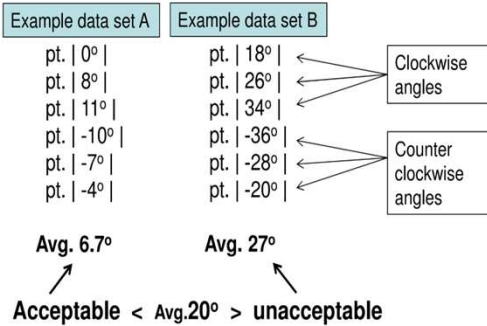 Example data set A
Example data set B
pt. | 0º |
pt. | 8º |
pt. | 11º |
pt. | -10º |
pt. | -7º |
pt. | -4º |
Avg. 6.7º
pt. | 18º |
pt. | 26º |
pt. | 34º |
pt. | -36º |
pt. | -28º |
pt. | -20º |
Avg. 27º
Clockwise
angles
Counter
clockwise
angles
Acceptable < Avg.20º > unacceptable